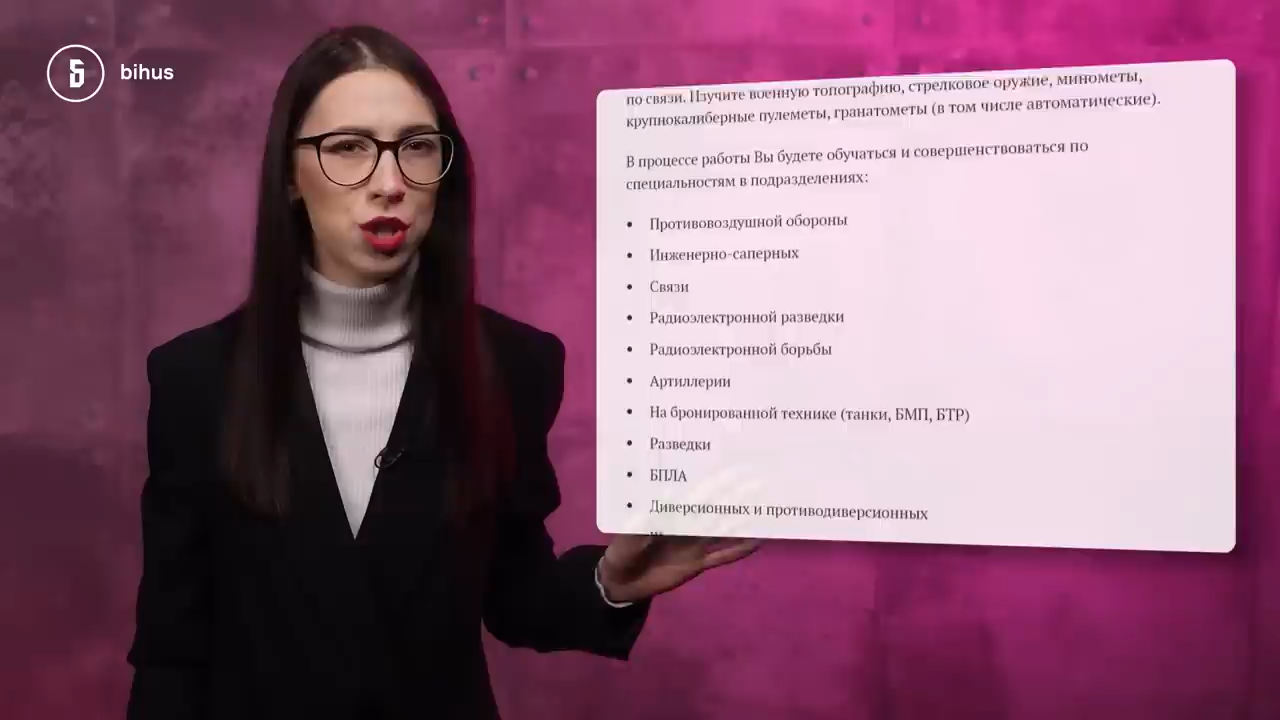 bihus
по связи. Изучите военную топографию, стрелковое оружие, минометы,
крупнокалиберные пулеметы, гранатометы (в том числе автоматические).
В процессе работы Вы будете обучаться и совершенствоваться по
специальностям в подразделениях:
• Противовоздушной обороны
• Инженерно-саперных
• Связи
• Радиоэлектронной разведки
• Радиоэлектронной борьбы
• Артиллерии
• На бронированной технике (танки, БМП, БТР)
• Разведки
• БПЛА
• Диверсионных и противодиверсионных